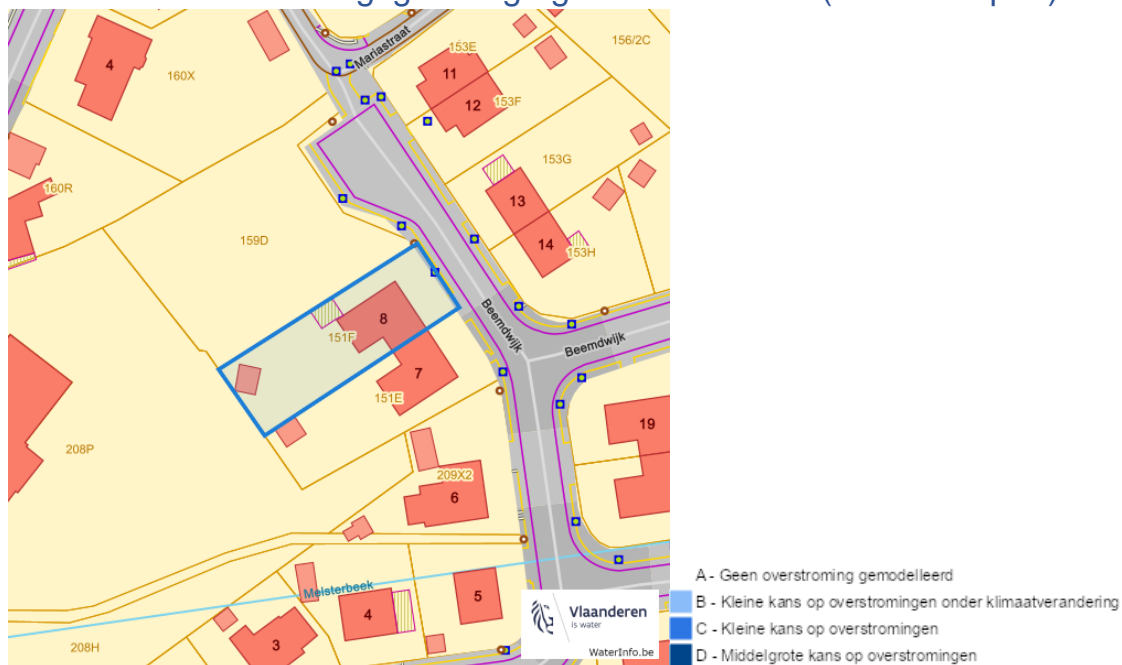 4
160X
Mariastraat
153E
11
12
153F
156/2C
153G
160R
13
14
153H
159D
8
151F
7
151E
Beemdwijk
Beemdwijk
19
208P
209X2
6
Meisterbeek
4
5
3
208H
Vlaanderen
is water
WaterInfo.be
A - Geen overstroming gemodelleerd
B - Kleine kans op overstromingen onder klimaatverandering
C - Kleine kans op overstromingen
D - Middelgrote kans op overstromingen